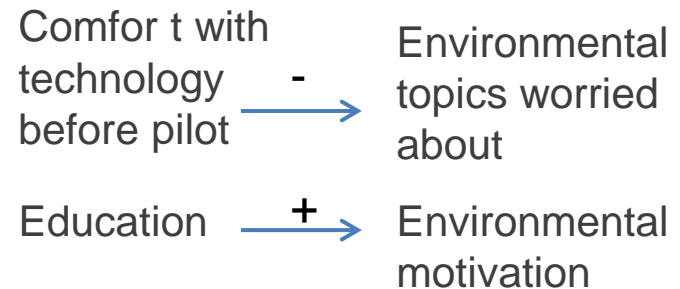 Comfor t with
technology
before pilot
-
Environmental
topics worried
about
Education
+
Environmental
motivation